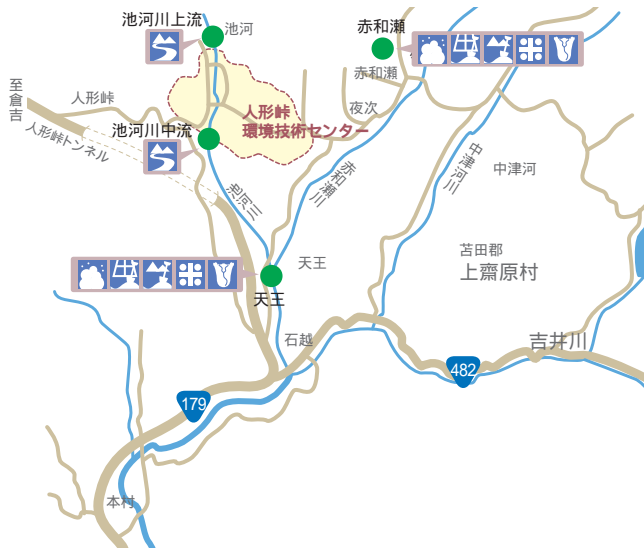 池河川上流
池河
赤和瀬
赤和瀬
至倉吉
人形峠
人形峠トンネル
人形峠
環境技術センター
夜次
池河川中流
池河川
赤和瀬川
中津河川
中津河
天王
天王
苫田郡
上齋原村
石越
吉井川
179
482
本村